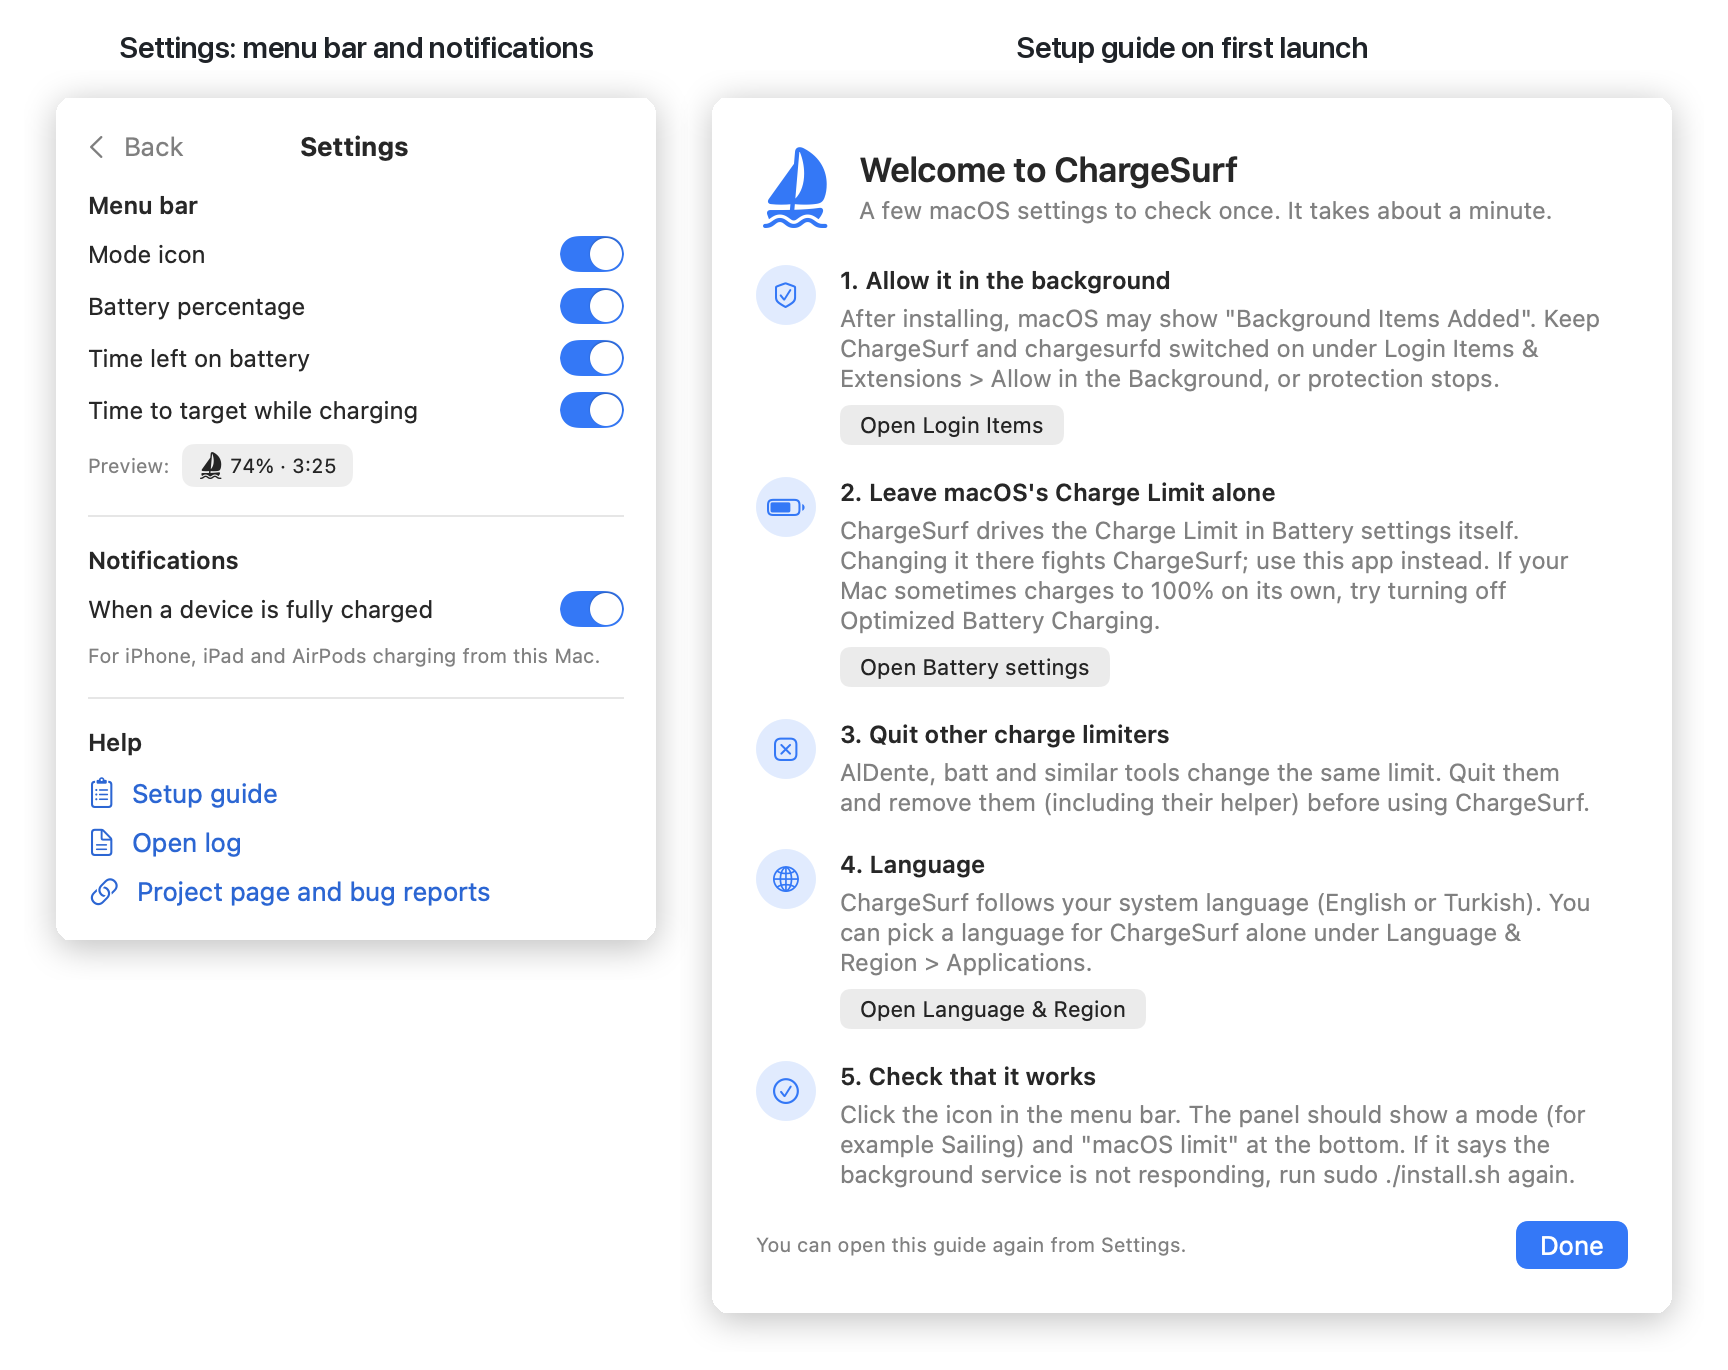 Settings: menu bar and notifications
Back
Settings
Menu bar
Mode icon
Battery percentage
Time left on battery
Time to target while charging
Preview: 74% · 3:25
Notifications
When a device is fully charged
For iPhone, iPad and AirPods charging from this Mac.
Help
Setup guide
Open log
Project page and bug reports
Setup guide on first launch
Welcome to ChargeSurf
A few macOS settings to check once. It takes about a minute.
1. Allow it in the background
After installing, macOS may show "Background Items Added". Keep
ChargeSurf and chargesurfd switched on under Login Items &
Extensions > Allow in the Background, or protection stops.
Open Login Items
2. Leave macOS's Charge Limit alone
ChargeSurf drives the Charge Limit in Battery settings itself.
Changing it there fights ChargeSurf; use this app instead. If your
Mac sometimes charges to 100% on its own, try turning off
Optimized Battery Charging.
Open Battery settings
3. Quit other charge limiters
AlDente, batt and similar tools change the same limit. Quit them
and remove them (including their helper) before using ChargeSurf.
4. Language
ChargeSurf follows your system language (English or Turkish). You
can pick a language for ChargeSurf alone under Language &
Region > Applications.
Open Language & Region
5. Check that it works
Click the icon in the menu bar. The panel should show a mode (for
example Sailing) and "macOS limit" at the bottom. If it says the
background service is not responding, run sudo ./install.sh again.
You can open this guide again from Settings.
Done